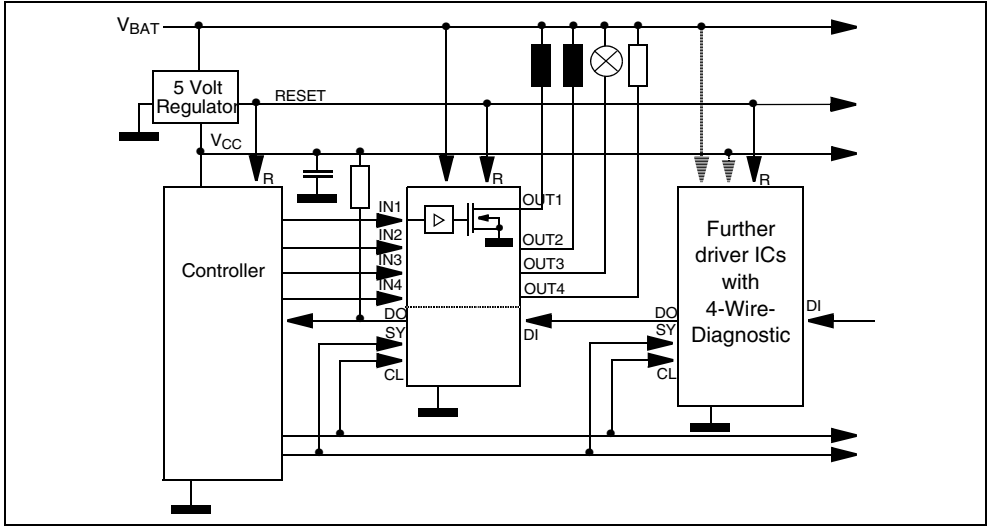 VBAT
5 Volt
Regulator
RESET
VCC
R
R
R
Controller
IN1
IN2
IN3
IN4
DO
SY
CL
OUT1
OUT2
OUT3
OUT4
DI
Further
driver ICs
with
4-Wire-
Diagnostic
DO
SY
CL
DI